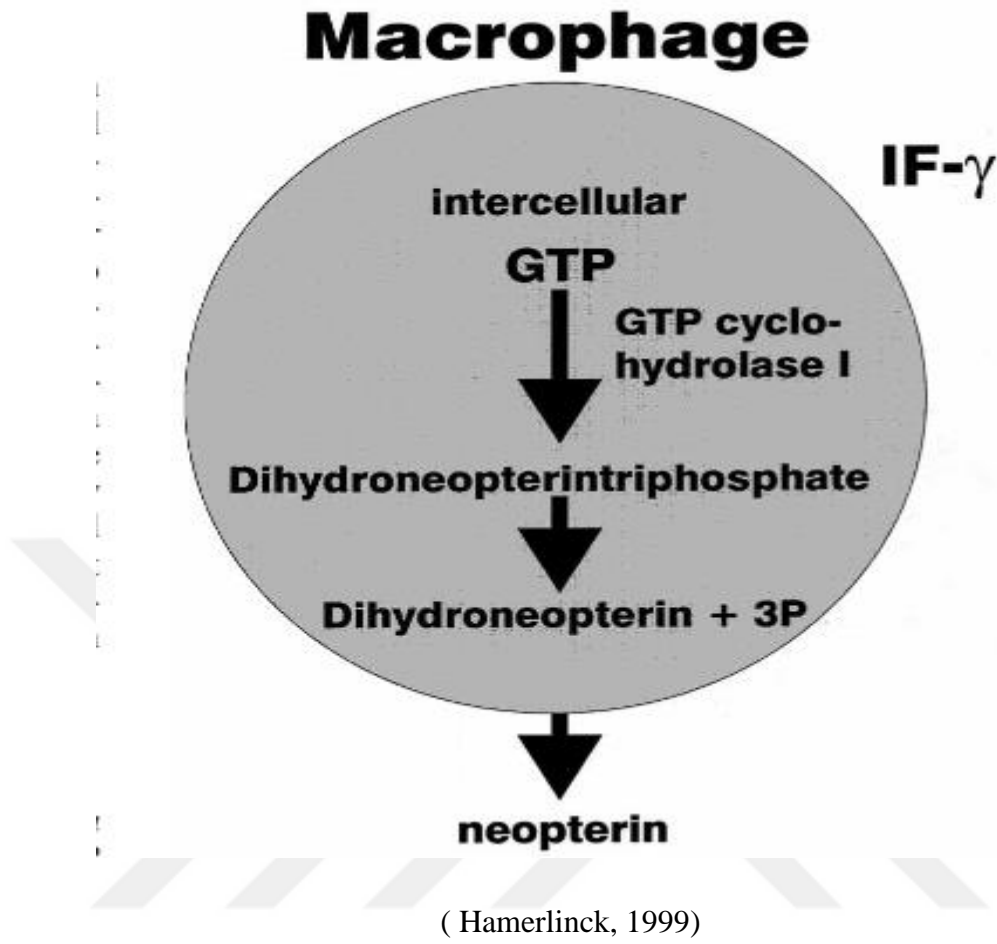 Macrophage
IF-γ
intercellular
GTP
GTP cyclo-
hydrolase I
Dihydroneopterintriphosphate
Dihydroneopterin + 3P
neopterin
( Hamerlinck, 1999)